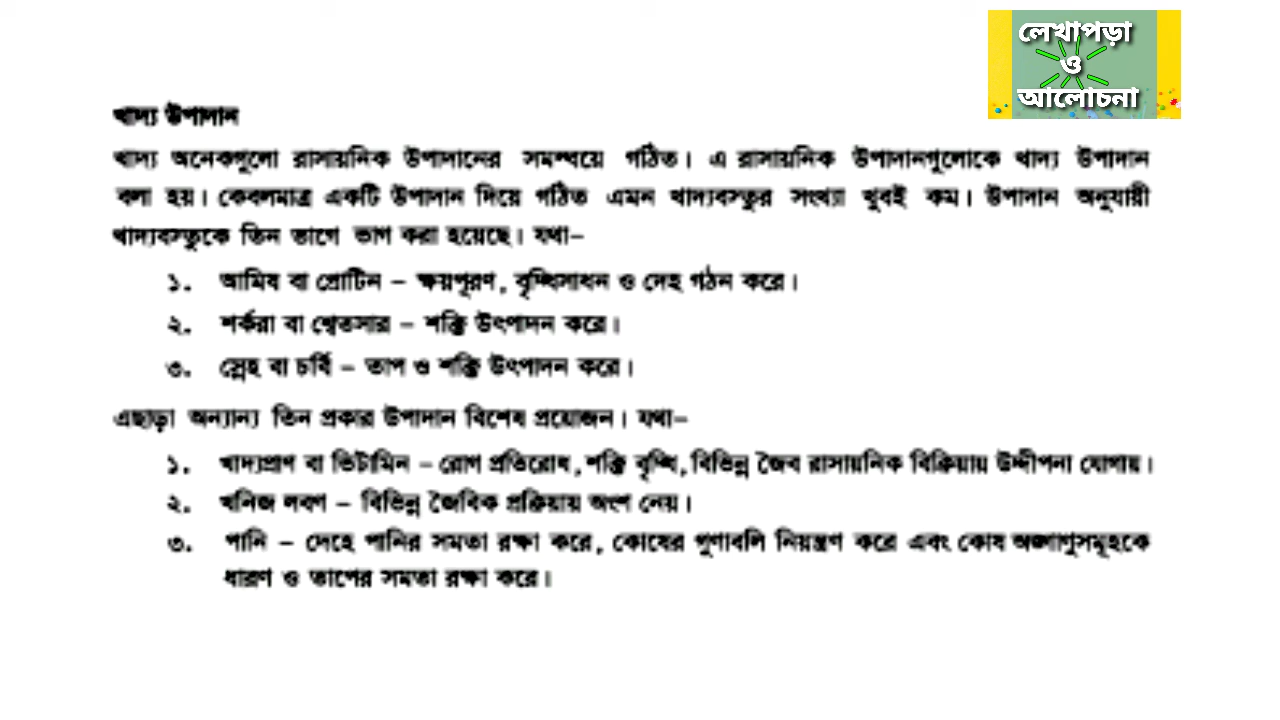 লেখাপড়া
ও
আলোচনা
খাদ্য উপাদান
খাদ্য অনেকগুলো রাসায়নিক উপাদানের সমন্বয়ে গঠিত। এ রাসায়নিক উপাদানগুলোকে খাদ্য উপাদান
বলা হয়। কেবলমাত্র একটি উপাদান দিয়ে গঠিত এমন খাদ্যবস্তুর সংখ্যা খুবই কম। উপাদান অনুযায়ী
খাদ্যবস্তুকে তিন ভাগে ভাগ করা হয়েছে। যথা–
১. আমিষ বা প্রোটিন – ক্ষয়পূরণ, বৃদ্ধিসাধন ও দেহ গঠন করে।
২. শর্করা বা শ্বেতসার – শক্তি উৎপাদন করে।
৩. স্নেহ বা চর্বি – তাপ ও শক্তি উৎপাদন করে।
এছাড়া অন্যান্য তিন প্রকার উপাদান বিশেষ প্রয়োজন। যথা–
১. খাদ্যপ্রাণ বা ভিটামিন – রোগ প্রতিরোধ, শক্তি বৃদ্ধি, বিভিন্ন জৈব রাসায়নিক বিক্রিয়ায় উদ্দীপনা যোগায়।
২. খনিজ লবণ – বিভিন্ন জৈবিক প্রক্রিয়ায় অংশ নেয়।
৩. পানি – দেহে পানির সমতা রক্ষা করে, কোষের গুণাবলি নিয়ন্ত্রণ করে এবং কোষ অঙ্গাণুসমূহকে
ধারণ ও তাপের সমতা রক্ষা করে।